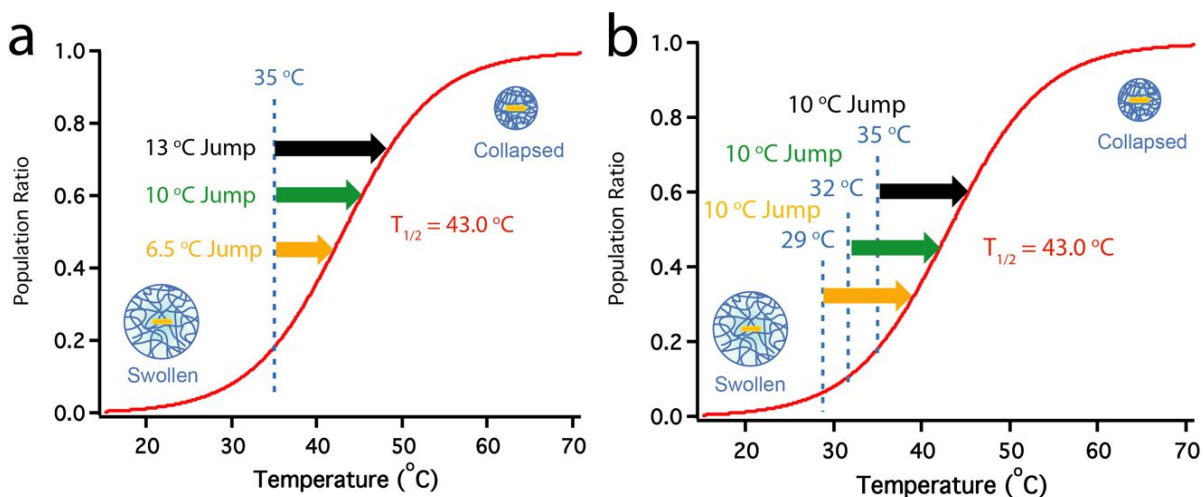 a
1.0
0.8
0.6
0.4
0.2
0.0
Population Ratio
35 °C
13 °C Jump
10 °C Jump
6.5 °C Jump
Collapsed
T1/2 = 43.0 °C
Swollen
20 30 40 50 60 70
Temperature (°C)
b
1.0
0.8
0.6
0.4
0.2
0.0
Population Ratio
10 °C Jump
35 °C
10 °C Jump
32 °C
10 °C Jump
29 °C
Collapsed
T1/2 = 43.0 °C
Swollen
20 30 40 50 60 70
Temperature (°C)